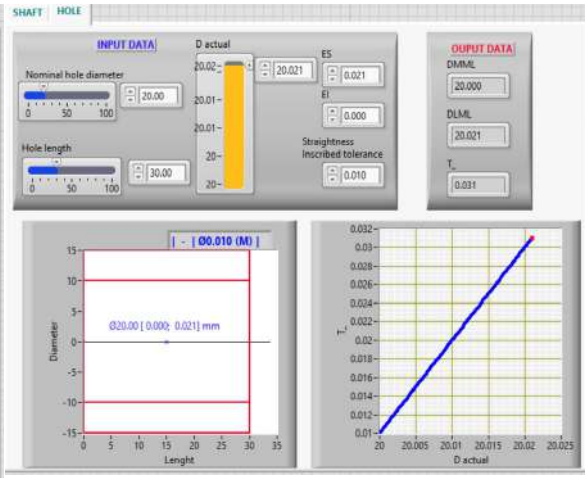 SHAFT HOLE
INPUT DATA
Nominal hole diameter
0 50 100
20.00
Hole length
0 50 100
30.00
D actual
20.02
20.01
20.01
20
20
20.021
ES
0.021
EI
0.000
Straightness
Inscribed tolerance
0.010
OUPUT DATA
DMML
20.000
DLML
20.021
T_
0.031
| - | Ø0.010 (M) |
Diameter
15
10
5
0
-5
-10
-15
Ø20.00 [ 0.000; 0.021] mm
0 5 10 15 20 25 30 35
Lenght
T_
0.032
0.03
0.028
0.026
0.024
0.022
0.02
0.018
0.016
0.014
0.012
0.01
20 20.005 20.01 20.015 20.02 20.025
D actual